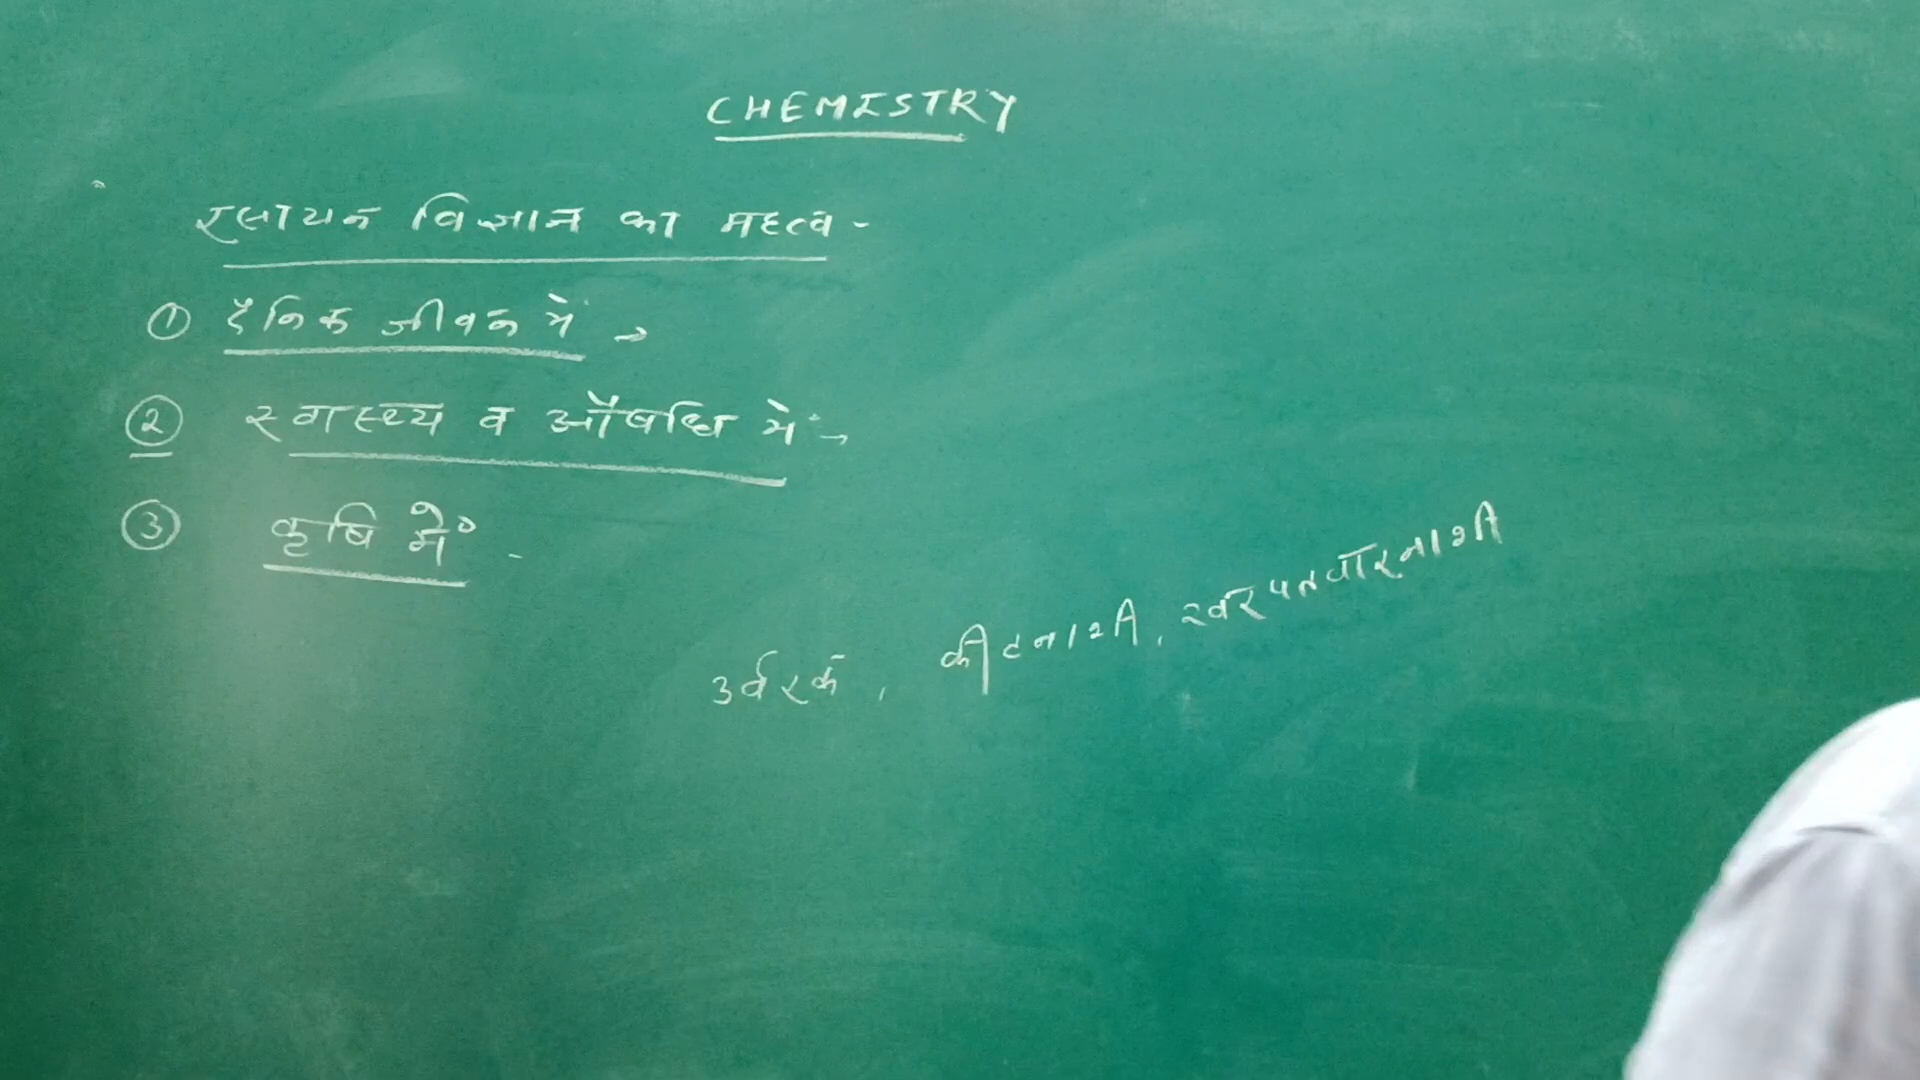 CHEMISTRY
रसायन विज्ञान का महत्व -
① दैनिक जीवन में →
② स्वास्थ्य व औषधि में →
③ कृषि में -
उर्वरक, कीटनाशी, खरपतवारनाशी